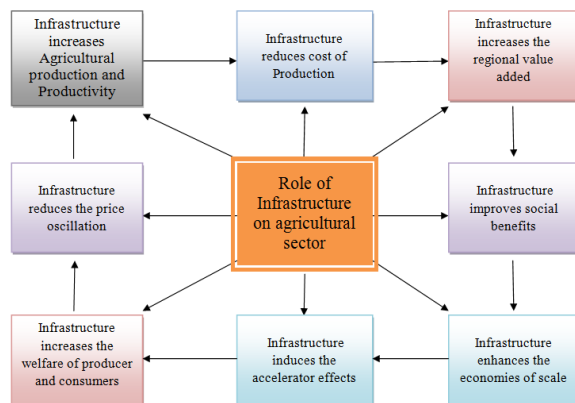 Infrastructure
increases
Agricultural
production and
Productivity
Infrastructure
reduces cost of
Production
Infrastructure
increases the
regional value
added
Infrastructure
reduces the price
oscillation
Role of
Infrastructure
on agricultural
sector
Infrastructure
improves social
benefits
Infrastructure
increases the
welfare of producer
and consumers
Infrastructure
induces the
accelerator effects
Infrastructure
enhances the
economies of scale